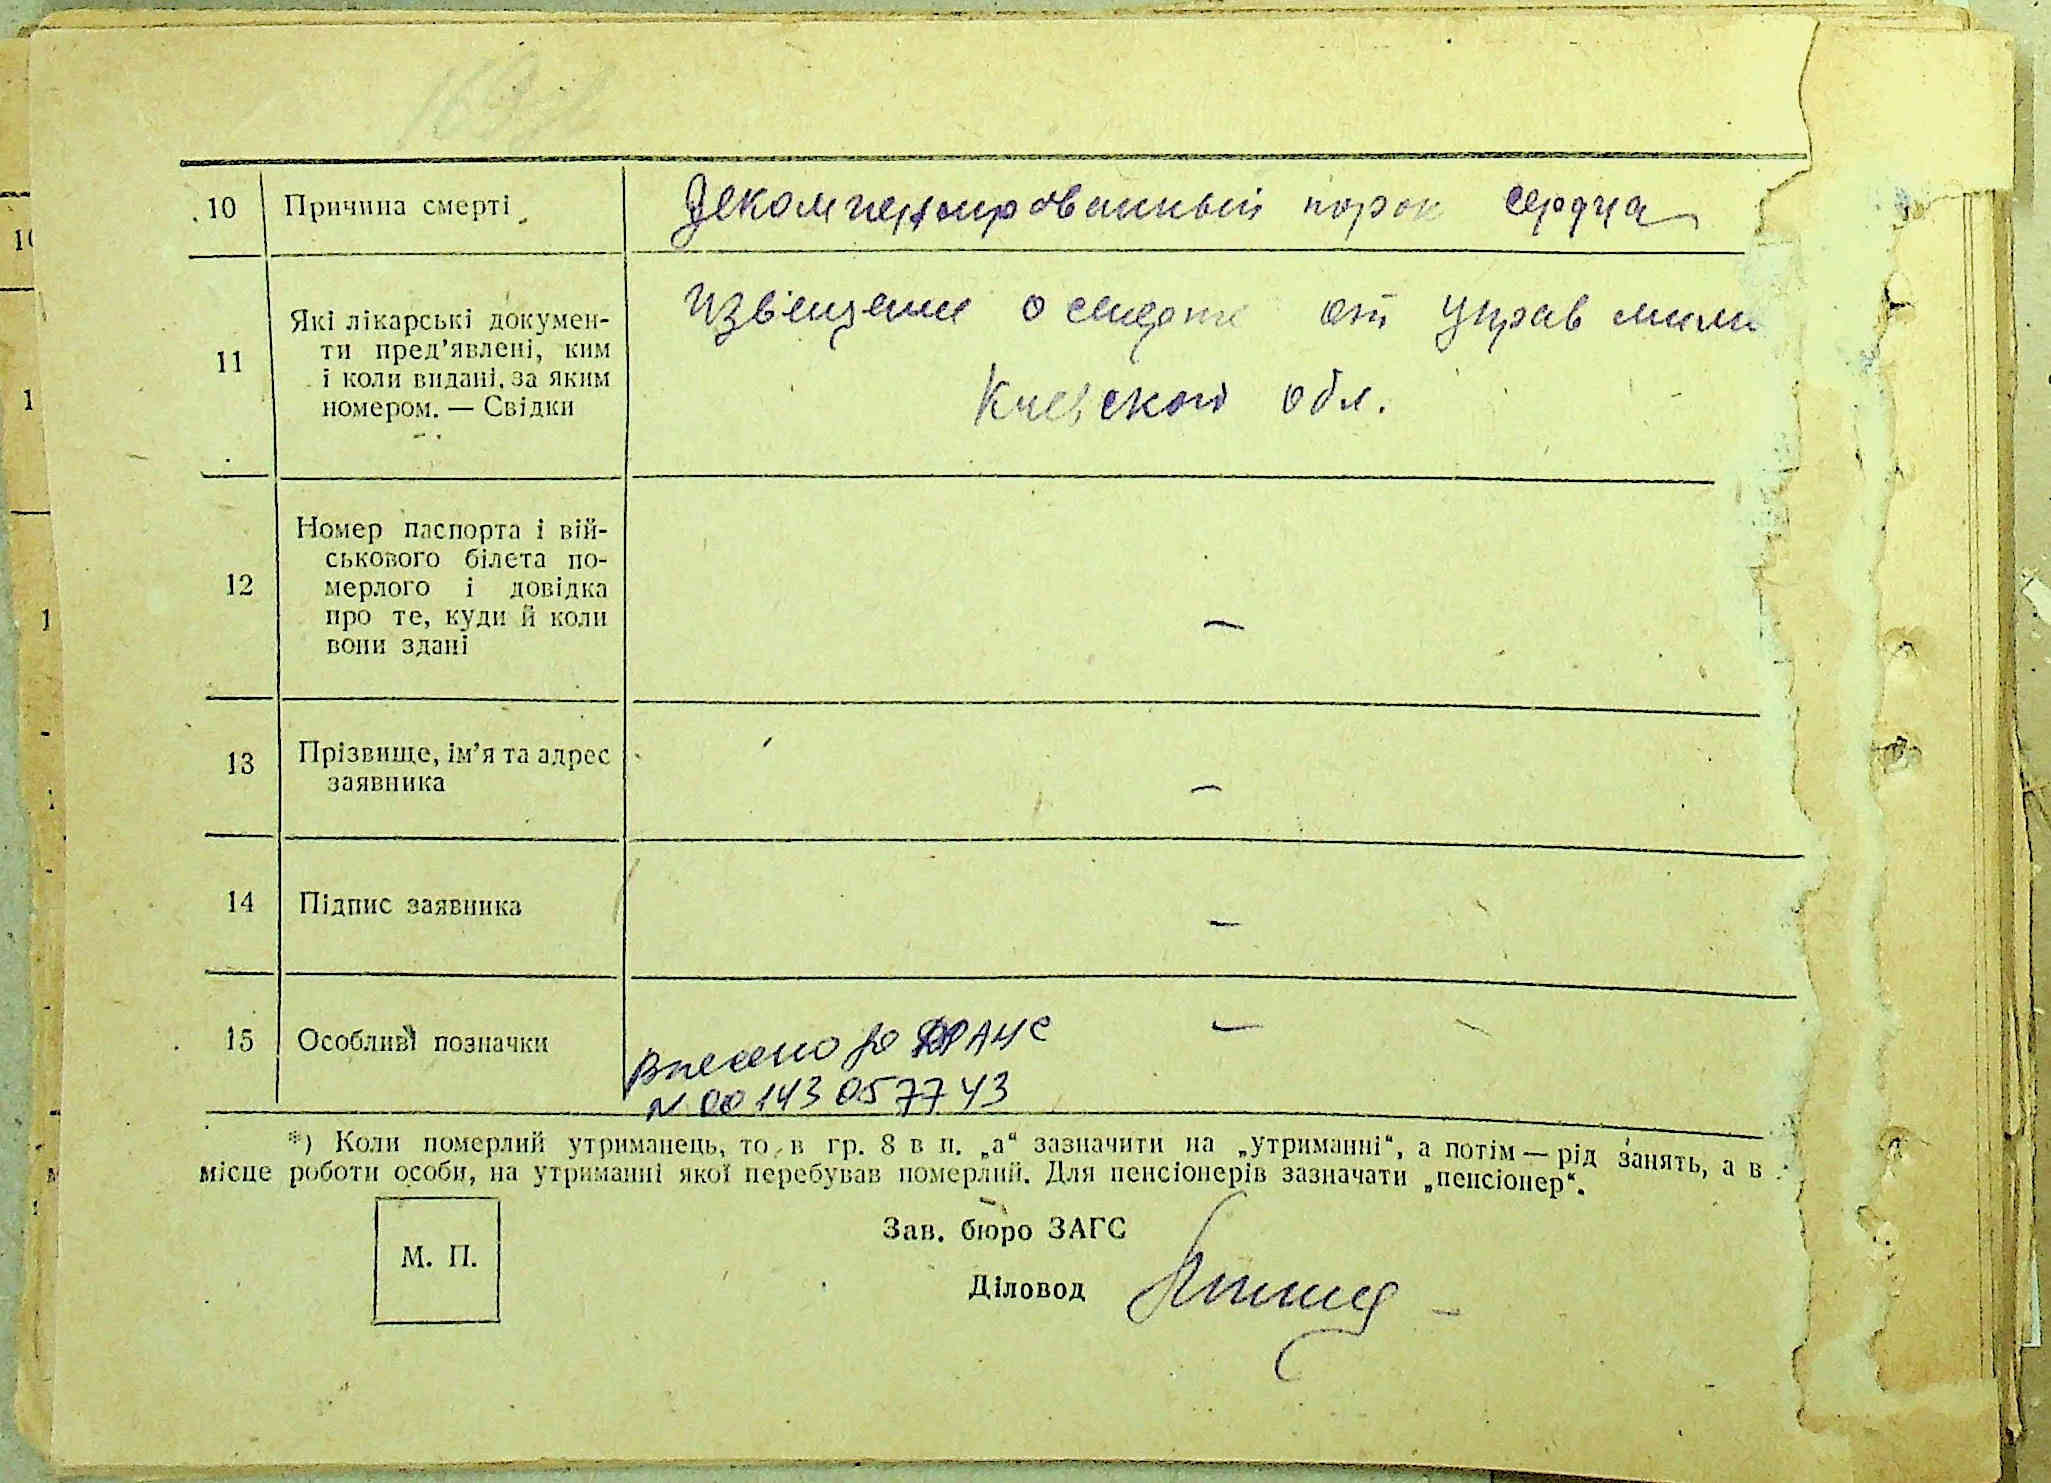 10 Причина смерті Декомпенсированный порок сердца
11 Які лікарські докумен-
ти пред’явлені, ким
і коли видані, за яким
номером. — Свідки
Извещение о смерти от Управ мили
Киевской обл.
12 Номер паспорта і вій-
ськового білета по-
мерлого і довідка
про те, куди й коли
вони здані
–
13 Прізвище, ім’я та адрес
заявника
–
14 Підпис заявника –
15 Особливі позначки –
Внесено до ДРАЦС
N 00143057743
*) Коли померлий утриманець, то в гр. 8 в п. „а“ зазначити на „утриманні“, а потім — рід занять, а в
місце роботи особи, на утриманні якої перебував померлий. Для пенсіонерів зазначати „пенсіонер“.
М. П.
Зав. бюро ЗАГС
Діловод